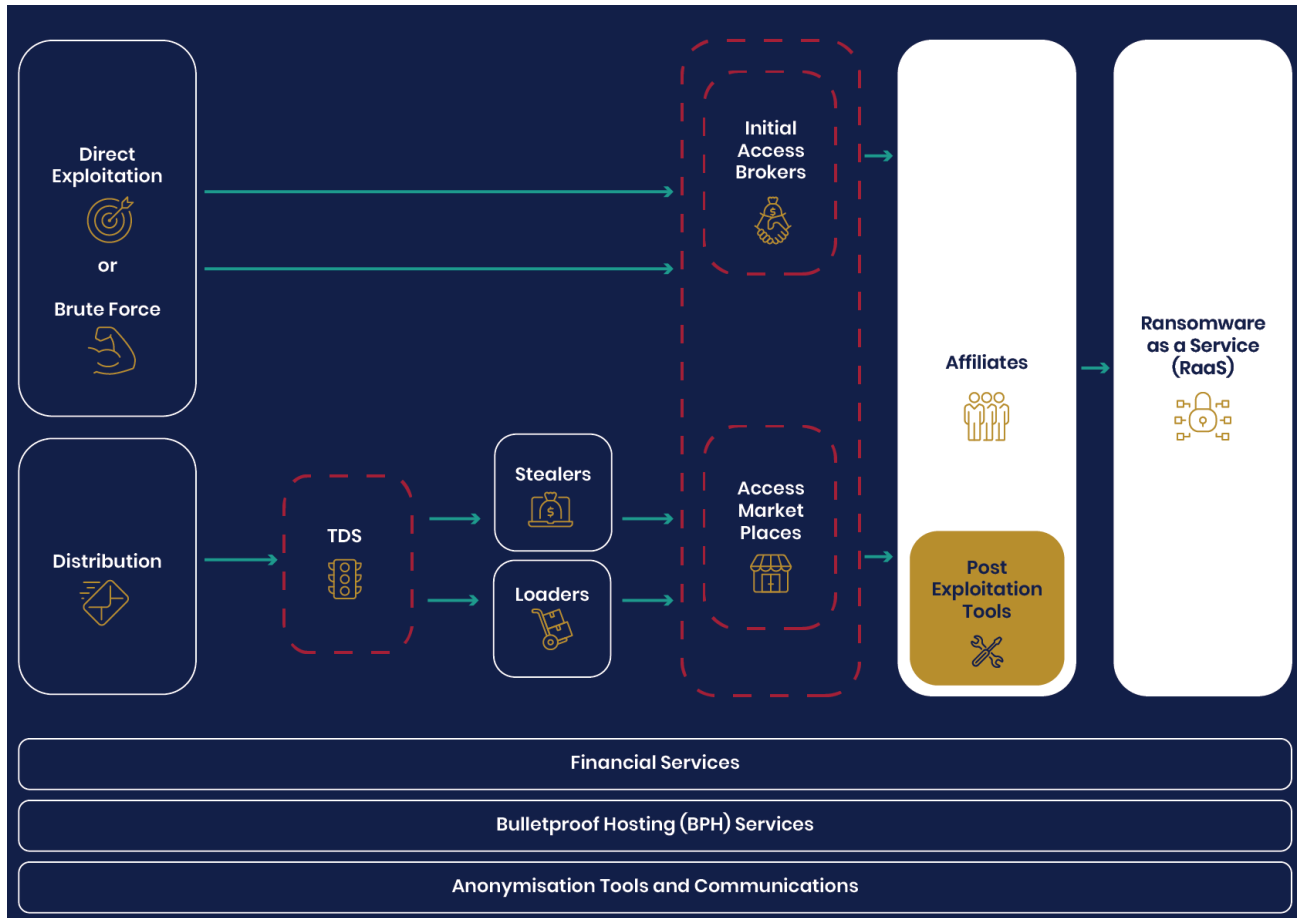 Direct
Exploitation
or
Brute Force
Initial
Access
Brokers
Distribution
TDS
Stealers
Loaders
Access
Market
Places
Affiliates
Post
Exploitation
Tools
Ransomware
as a Service
(RaaS)
Financial Services
Bulletproof Hosting (BPH) Services
Anonymisation Tools and Communications